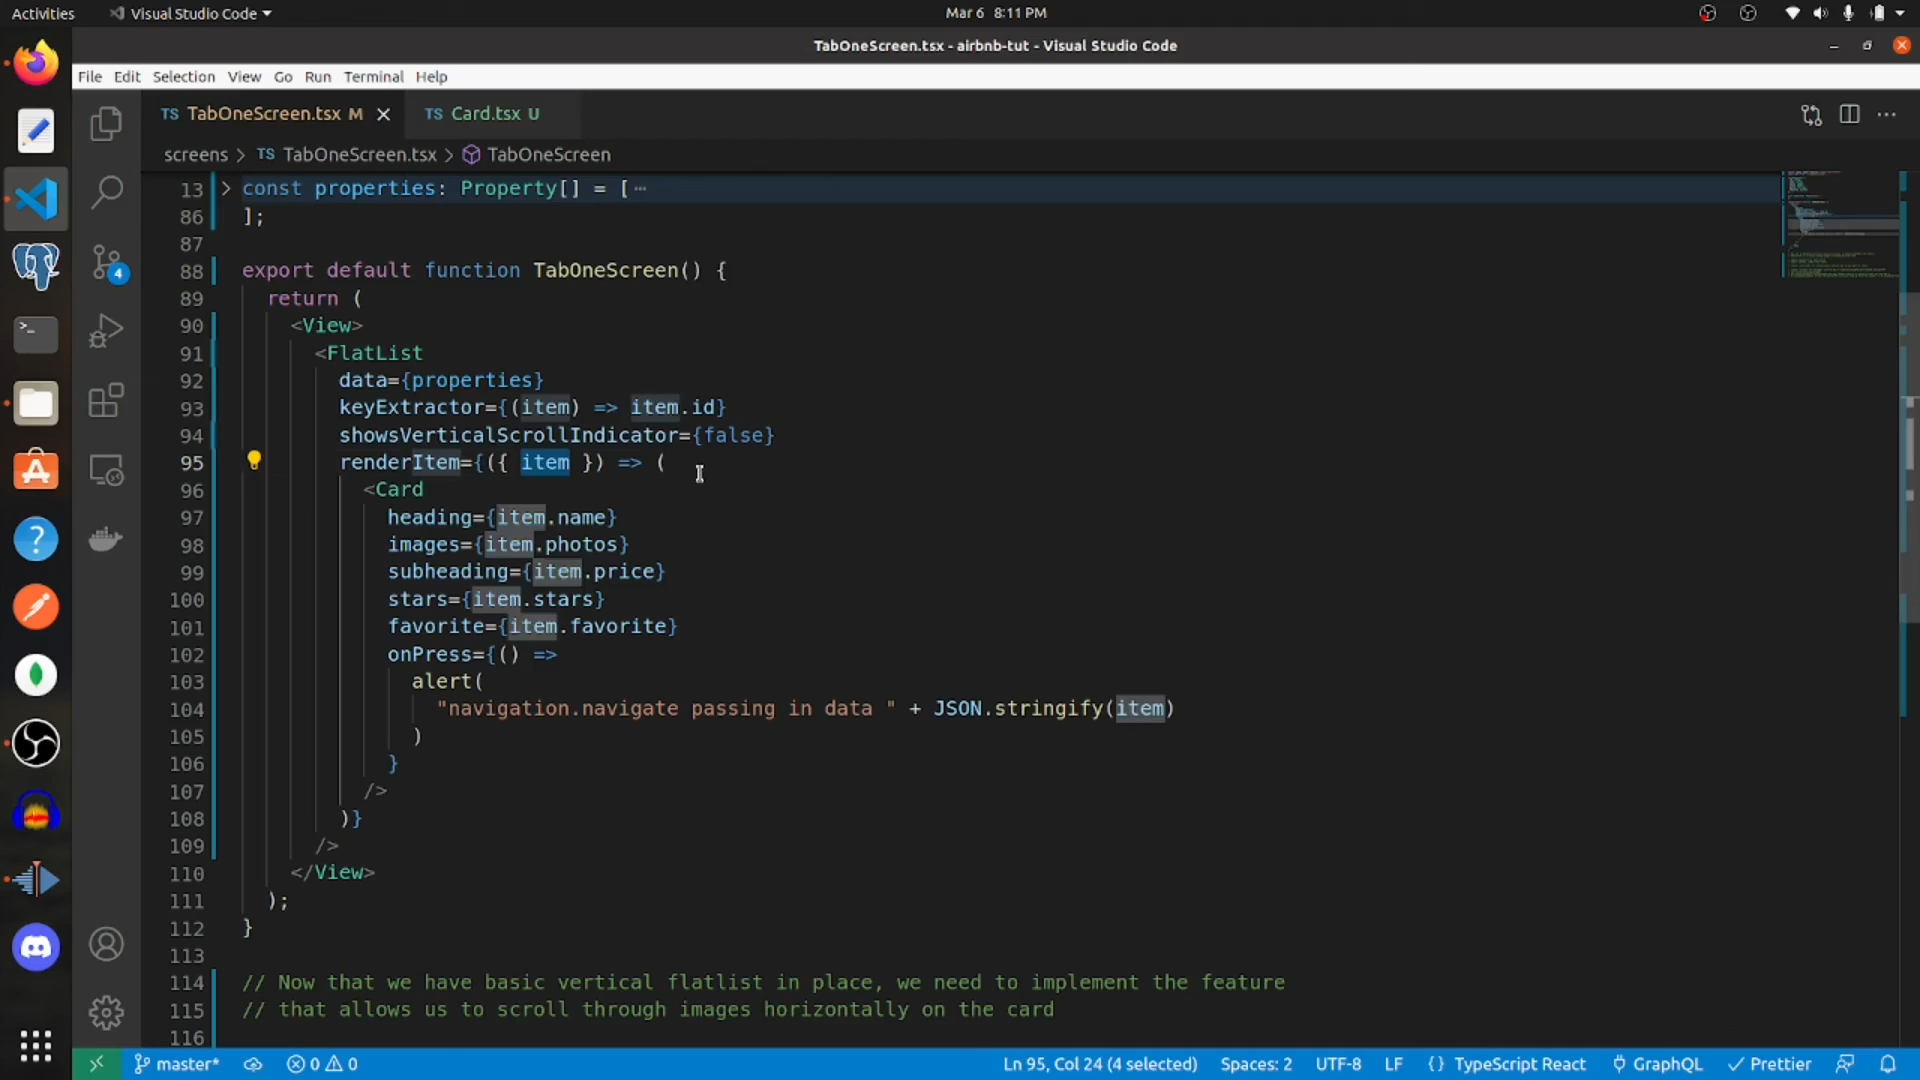 Activities Visual Studio Code Mar 6 8:11 PM
TabOneScreen.tsx - airbnb-tut - Visual Studio Code
File Edit Selection View Go Run Terminal Help
TS TabOneScreen.tsx M TS Card.tsx U
screens > TS TabOneScreen.tsx > TabOneScreen
13 const properties: Property[] = [ ⋯
86 ];
87
88 export default function TabOneScreen() {
89 return (
90 <View>
91 <FlatList
92 data={properties}
93 keyExtractor={(item) => item.id}
94 showsVerticalScrollIndicator={false}
95 renderItem={({ item }) => (
96 <Card
97 heading={item.name}
98 images={item.photos}
99 subheading={item.price}
100 stars={item.stars}
101 favorite={item.favorite}
102 onPress={() =>
103 alert(
104 "navigation.navigate passing in data " + JSON.stringify(item)
105 )
106 }
107 />
108 )}
109 />
110 </View>
111 );
112 }
113
114 // Now that we have basic vertical flatlist in place, we need to implement the feature
115 // that allows us to scroll through images horizontally on the card
116
4
master* 0 0 Ln 95, Col 24 (4 selected) Spaces: 2 UTF-8 LF {} TypeScript React GraphQL Prettier